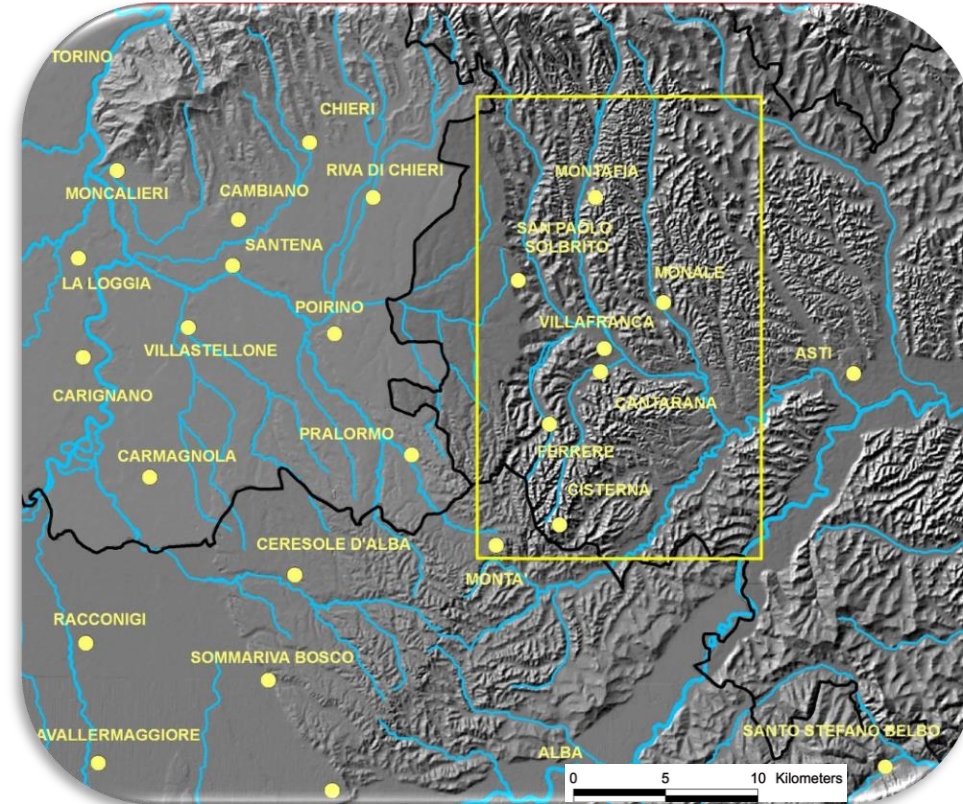 TORINO
CHIERI
RIVA DI CHIERI
MONTAFIA
MONCALIERI
CAMBIANO
SAN PAOLO
SOLBRITO
SANTENA
MONALE
LA LOGGIA
POIRINO
VILLAFRANCA
VILLASTELLONE
ASTI
CARIGNANO
CANTARANA
PRALORMO
FERRERE
CARMAGNOLA
CISTERNA
CERESOLE D'ALBA
MONTA'
RACCONIGI
SOMMARIVA BOSCO
AVALLERMAGGIORE
SANTO STEFANO BELBO
ALBA
0 5 10 Kilometers